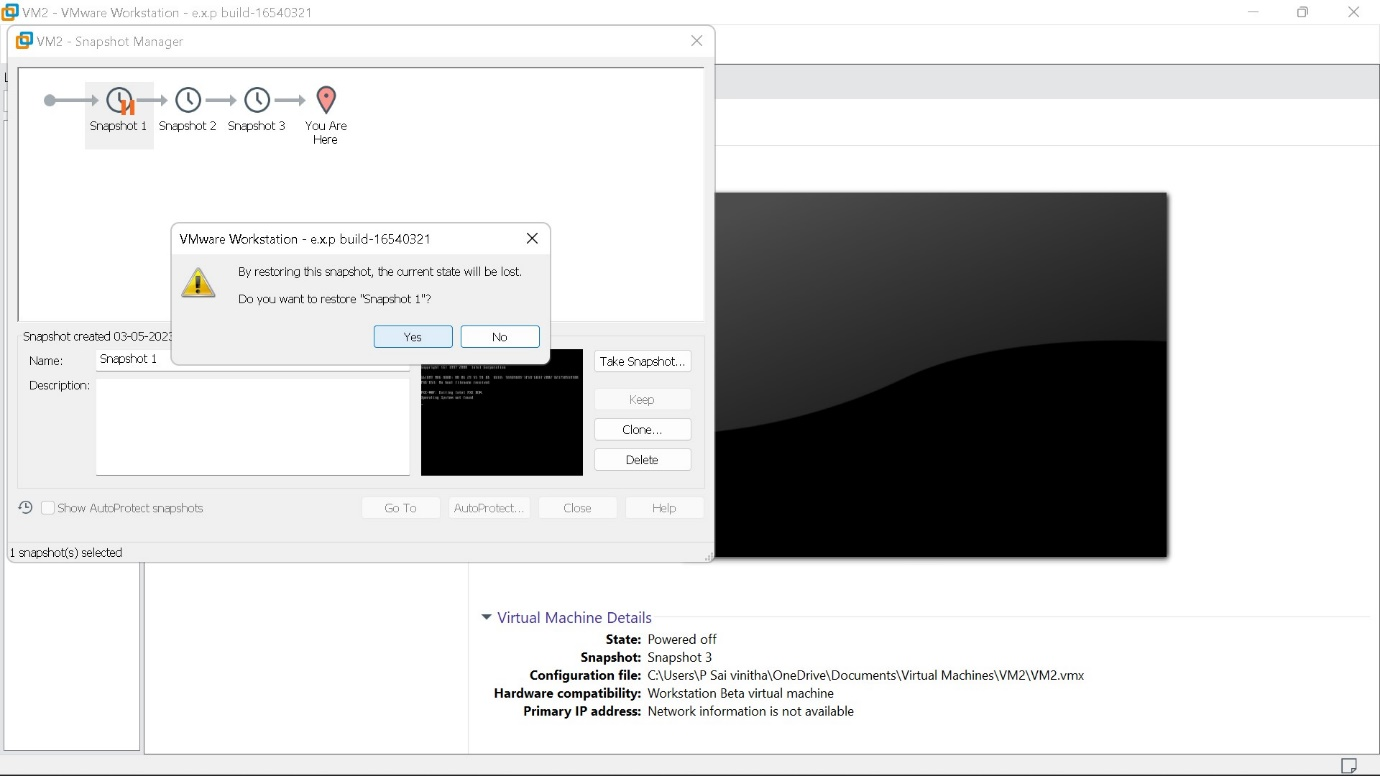 VM2 - VMware Workstation - e.x.p build-16540321
VM2 - Snapshot Manager
Snapshot 1
Snapshot 2
Snapshot 3
You Are
Here
VMware Workstation - e.x.p build-16540321
By restoring this snapshot, the current state will be lost.
Do you want to restore "Snapshot 1"?
Yes
No
Snapshot created 03-05-2023
Name:
Snapshot 1
Description:
Take Snapshot...
Keep
Clone...
Delete
Show AutoProtect snapshots
Go To
AutoProtect...
Close
Help
1 snapshot(s) selected
Virtual Machine Details
State: Powered off
Snapshot: Snapshot 3
Configuration file: C:\Users\P Sai vinitha\OneDrive\Documents\Virtual Machines\VM2\VM2.vmx
Hardware compatibility: Workstation Beta virtual machine
Primary IP address: Network information is not available